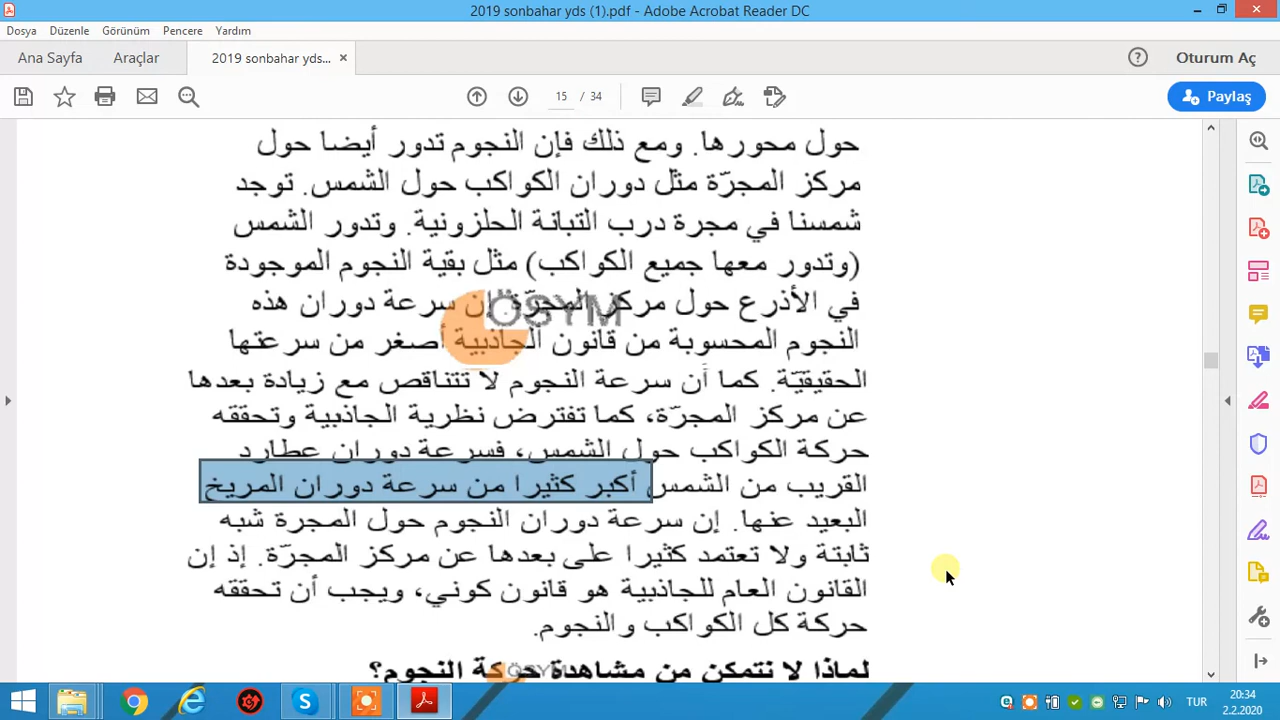 2019 sonbahar yds (1).pdf - Adobe Acrobat Reader DC
Dosya Düzenle Görünüm Pencere Yardım
Ana Sayfa Araçlar 2019 sonbahar yds... × Oturum Aç
15 / 34 Paylaş
حول محورها. ومع ذلك فإن النجوم تدور أيضا حول
مركز المجرّة مثل دوران الكواكب حول الشمس. توجد
شمسنا في مجرة درب التبانة الحلزونية. وتدور الشمس
(وتدور معها جميع الكواكب) مثل بقية النجوم الموجودة
في الأذرع حول مركز المجرّة. إن سرعة دوران هذه
ÖSYM
النجوم المحسوبة من قانون الجاذبية أصغر من سرعتها
الحقيقيّة. كما أن سرعة النجوم لا تتناقص مع زيادة بعدها
عن مركز المجرّة، كما تفترض نظرية الجاذبية وتحققه
حركة الكواكب حول الشمس، فسرعة دوران عطارد
القريب من الشمس أكبر كثيرا من سرعة دوران المريخ
البعيد عنها. إن سرعة دوران النجوم حول المجرة شبه
ثابتة ولا تعتمد كثيرا على بعدها عن مركز المجرّة. إذ إن
القانون العام للجاذبية هو قانون كوني، ويجب أن تحققه
حركة كل الكواكب والنجوم.
لماذا لا نتمكن من مشاهدة حركة النجوم؟
ÖSYM
TUR 20:34
2.2.2020